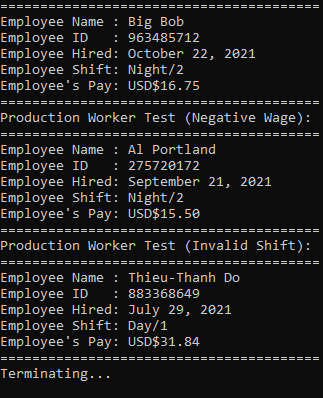 ========================================
Employee Name : Big Bob
Employee ID   : 963485712
Employee Hired: October 22, 2021
Employee Shift: Night/2
Employee's Pay: USD$16.75
========================================
Production Worker Test (Negative Wage):
========================================
Employee Name : Al Portland
Employee ID   : 275720172
Employee Hired: September 21, 2021
Employee Shift: Night/2
Employee's Pay: USD$15.50
========================================
Production Worker Test (Invalid Shift):
========================================
Employee Name : Thieu-Thanh Do
Employee ID   : 883368649
Employee Hired: July 29, 2021
Employee Shift: Day/1
Employee's Pay: USD$31.84
========================================
Terminating...